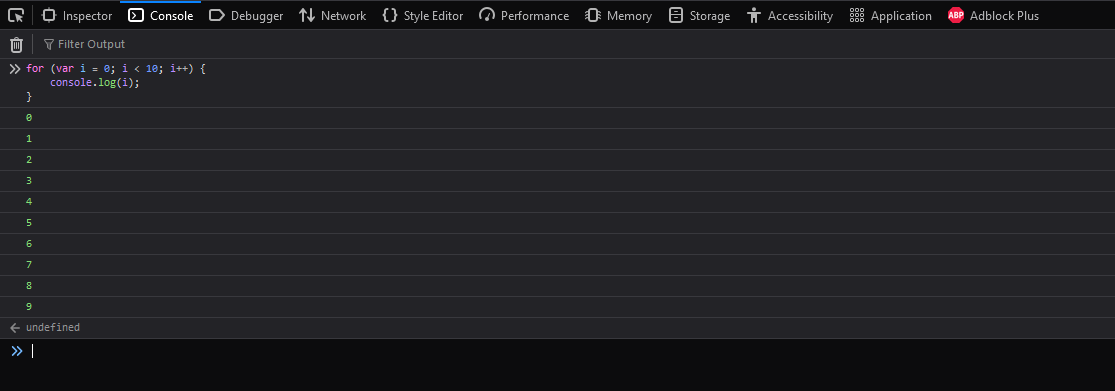 Inspector Console Debugger Network Style Editor Performance Memory Storage Accessibility Application ABP Adblock Plus
Filter Output
for (var i = 0; i < 10; i++) {
    console.log(i);
}
0
1
2
3
4
5
6
7
8
9
undefined